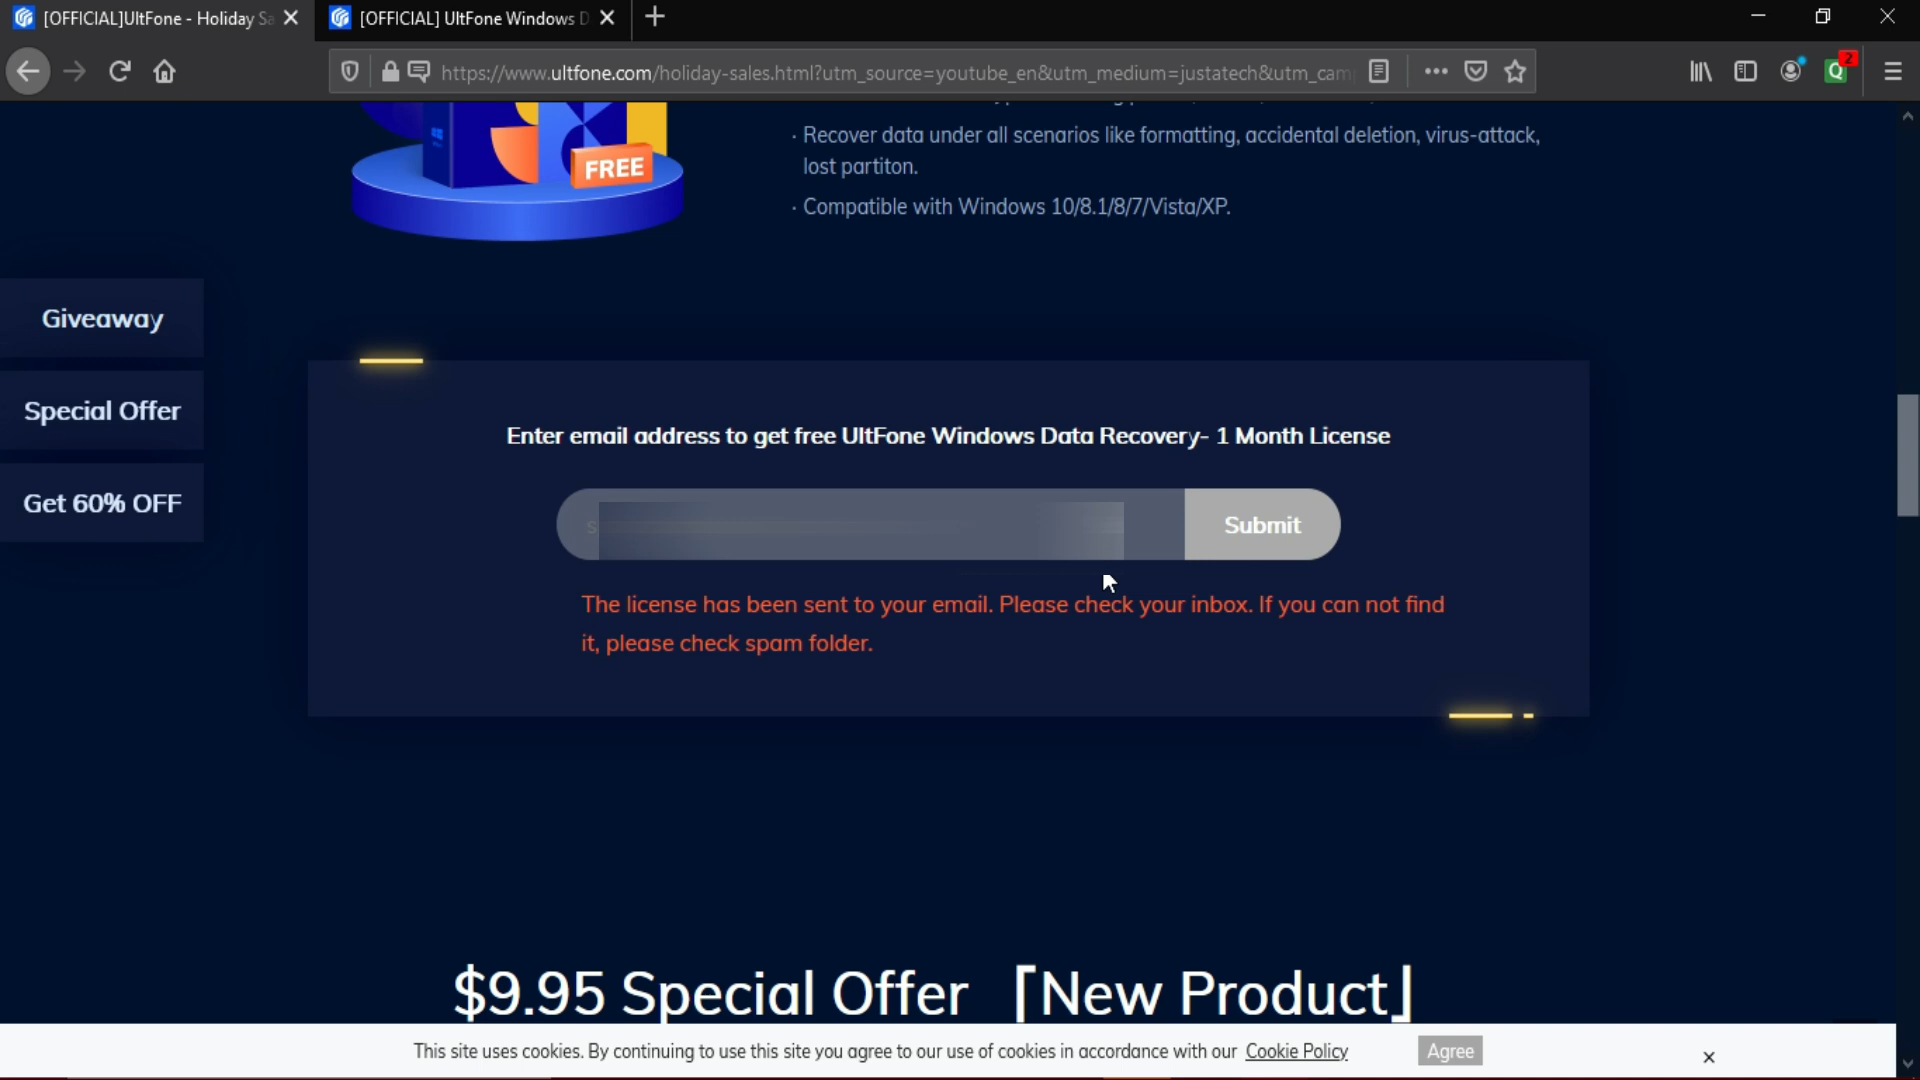 [OFFICIAL]UltFone - Holiday Sa
[OFFICIAL] UltFone Windows D
https://www.ultfone.com/holiday-sales.html?utm_source=youtube_en&utm_medium=justatech&utm_cam
Q
2
· Recover data under all scenarios like formatting, accidental deletion, virus-attack,
lost partiton.
· Compatible with Windows 10/8.1/8/7/Vista/XP.
FREE
Giveaway
Special Offer
Get 60% OFF
Enter email address to get free UltFone Windows Data Recovery- 1 Month License
s
Submit
The license has been sent to your email. Please check your inbox. If you can not find
it, please check spam folder.
$9.95 Special Offer「New Product」
This site uses cookies. By continuing to use this site you agree to our use of cookies in accordance with our Cookie Policy
Agree
×